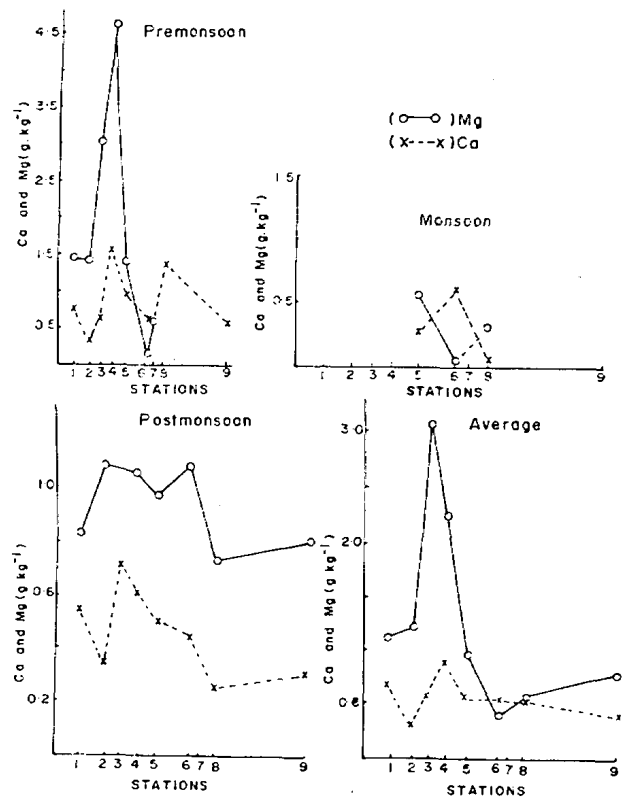 Premonsoon
4·5
3·5
2·5
1·5
0·5
Ca and Mg(g.kg⁻¹)
1 2 3 4 5 6 7 8 9
STATIONS
(o—o)Mg
(x---x)Ca
Monsoon
1·5
0·5
Ca and Mg(g.kg⁻¹)
1 2 3 4 5 6 7 8 9
STATIONS
Postmonsoon
1·0
0·6
0·2
Ca and Mg(g.kg⁻¹)
1 2 3 4 5 6 7 8 9
STATIONS
Average
3·0
2·0
Ca and Mg(g.kg⁻¹)
1 2 3 4 5 6 7 8 9
STATIONS